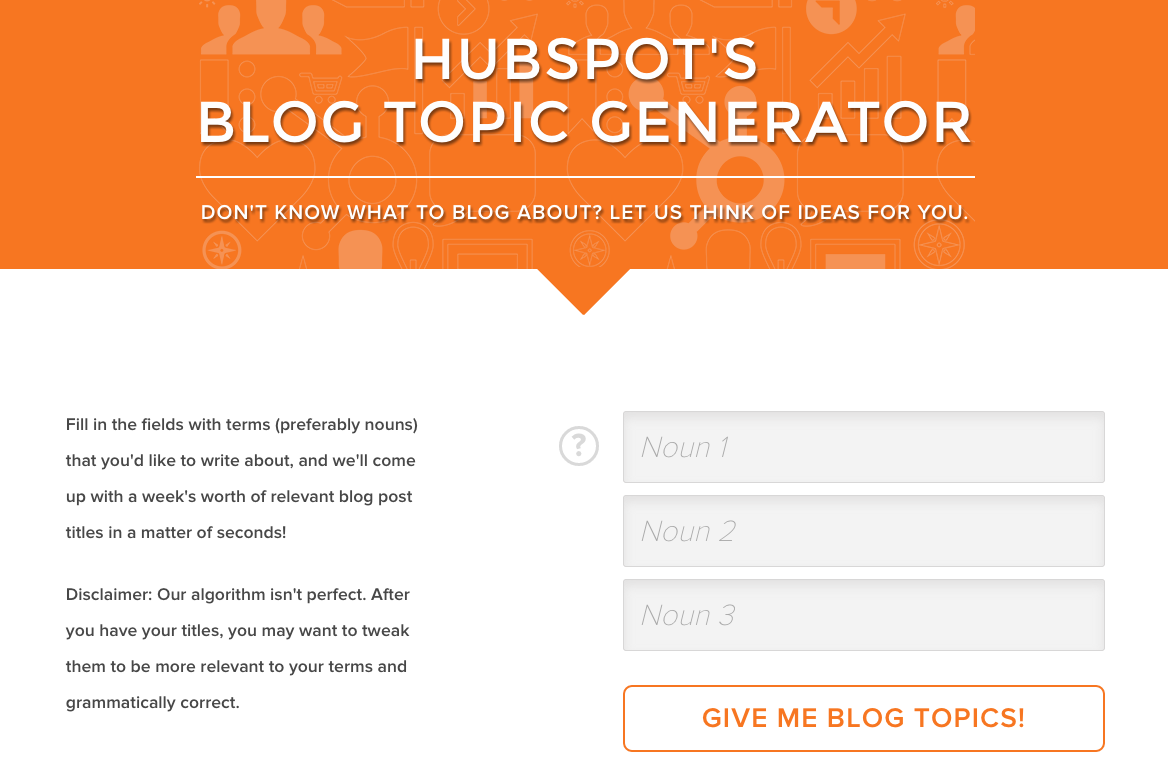 HUBSPOT'S
BLOG TOPIC GENERATOR
DON'T KNOW WHAT TO BLOG ABOUT? LET US THINK OF IDEAS FOR YOU.
Fill in the fields with terms (preferably nouns)
that you'd like to write about, and we'll come
up with a week's worth of relevant blog post
titles in a matter of seconds!
Disclaimer: Our algorithm isn't perfect. After
you have your titles, you may want to tweak
them to be more relevant to your terms and
grammatically correct.
?
Noun 1
Noun 2
Noun 3
GIVE ME BLOG TOPICS!